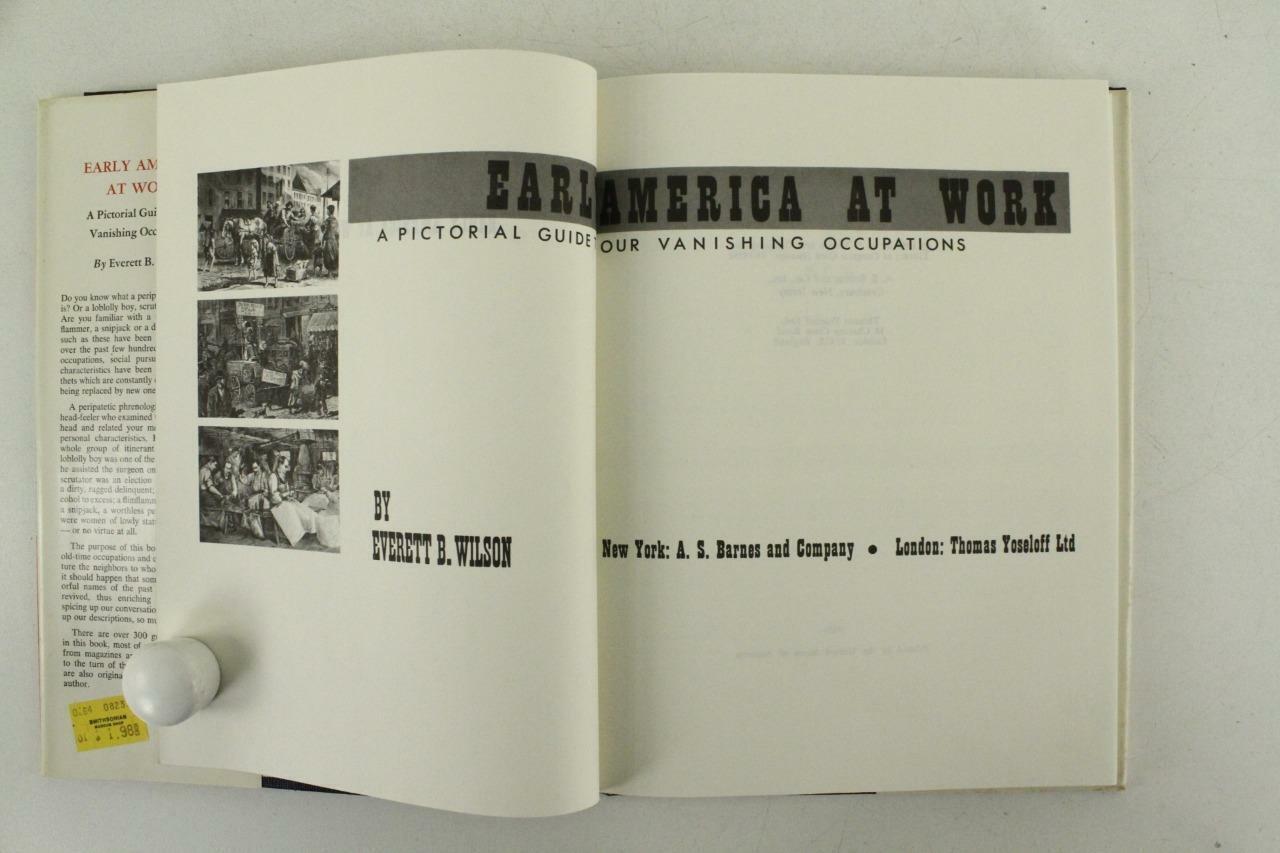 EARLY AM
AT WO
A Pictorial Gui
Vanishing Occ
By Everett B.
Do you know what a perip
is? Or a loblolly boy, scrut
Are you familiar with a
flammer, a snipjack or a d
such as these have been
over the past few hundred
occupations, social pursu
characteristics have been
thets which are constantly
being replaced by new one
A peripatetic phrenologi
head-feeler who examined
head and related your me
personal characteristics.
whole group of itinerant
loblolly boy was one of the
he assisted the surgeon on
scrutator was an election
a dirty, ragged delinquent;
cohol to excess; a flimflamm
a snipjack, a worthless pe
were women of lowly stat
— or no virtue at all.
The purpose of this bo
old-time occupations and
ture the neighbors to who
it should happen that som
orful names of the past
revived, thus enriching
spicing up our conversatio
up our descriptions, so mu
There are over 300
in this book, most of
from magazines
to the turn of th
are also origina
author.
SMITHSONIAN
MUSEUM SHOP
1.98
EARL AMERICA AT WORK
A PICTORIAL GUIDE OUR VANISHING OCCUPATIONS
BY
EVERETT B. WILSON
New York: A. S. Barnes and Company ● London: Thomas Yoseloff Ltd